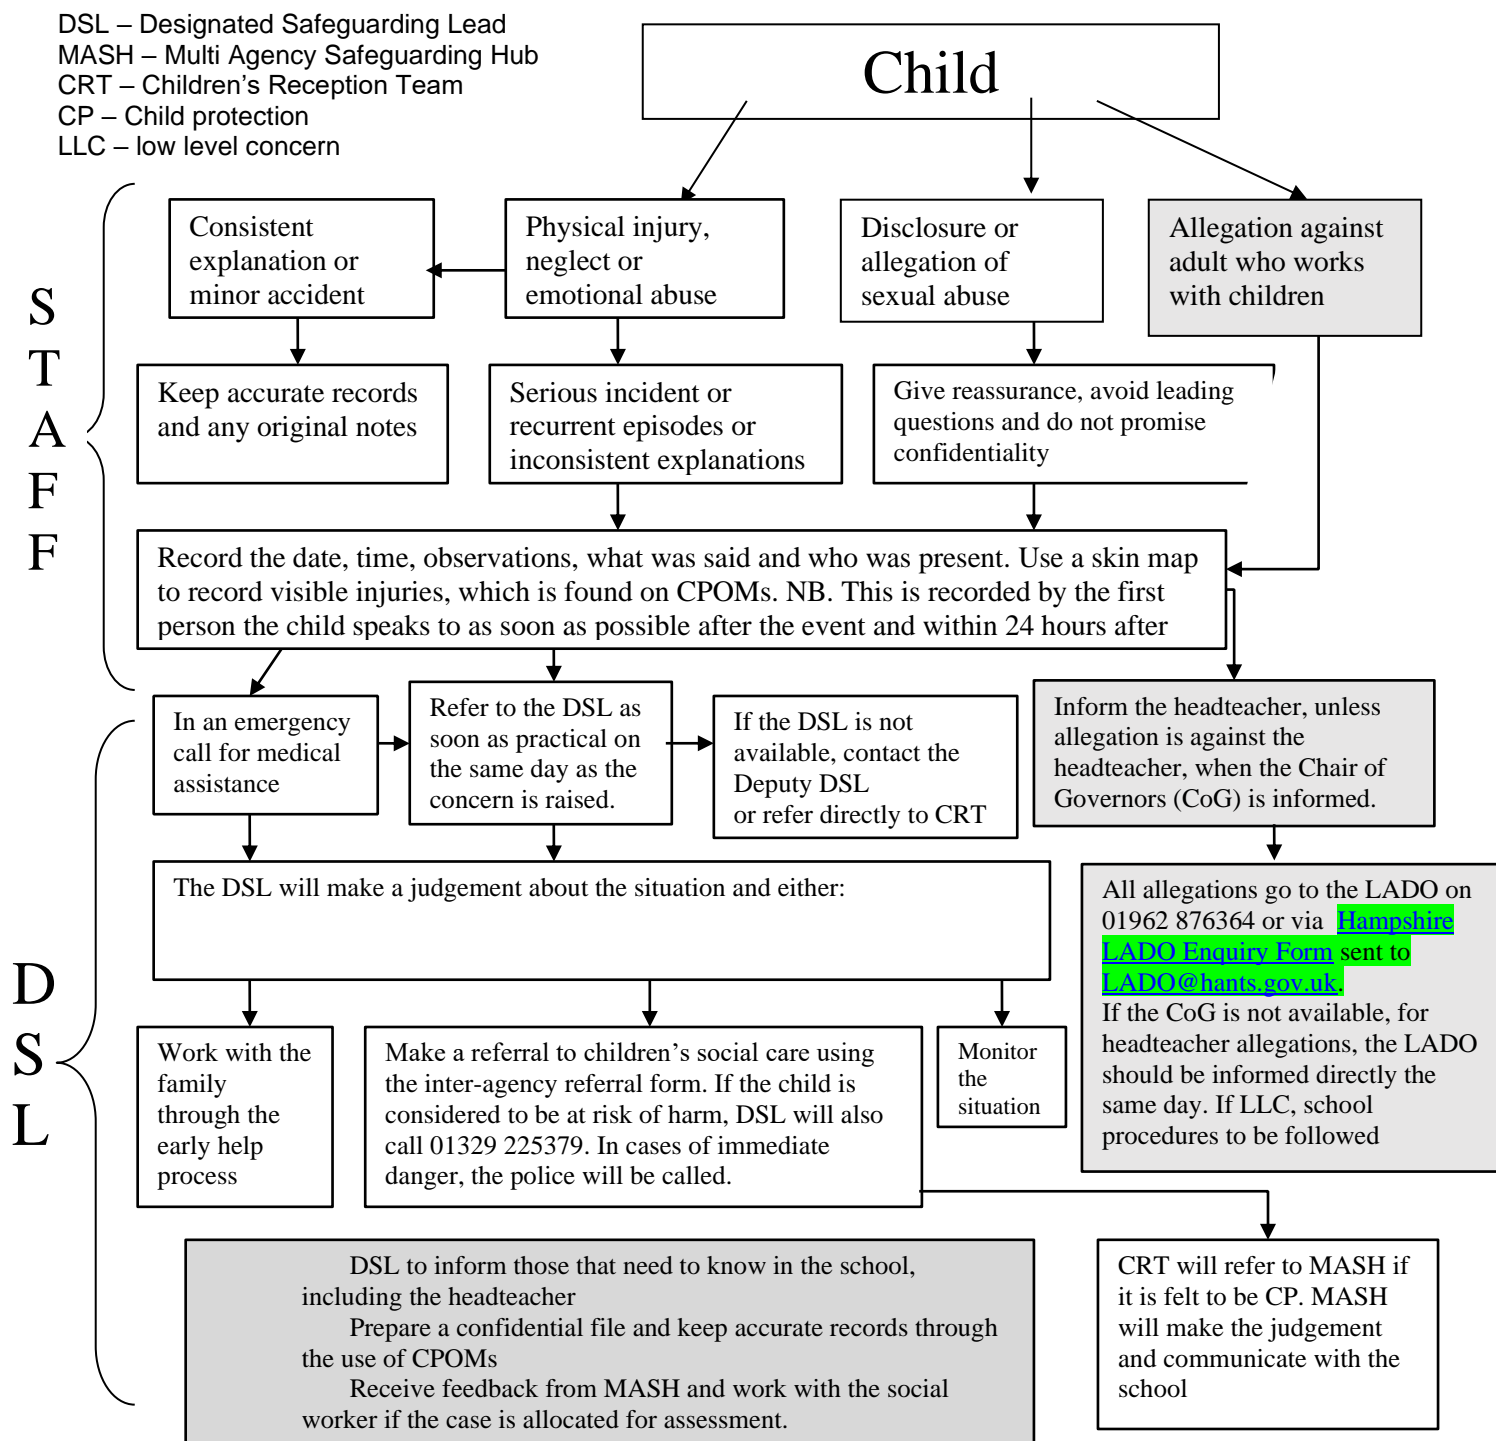 DSL – Designated Safeguarding Lead
MASH – Multi Agency Safeguarding Hub
CRT – Children's Reception Team
CP – Child protection
LLC – low level concern
Child
S
T
A
F
F
Consistent
explanation or
minor accident
Physical injury,
neglect or
emotional abuse
Disclosure or
allegation of
sexual abuse
Allegation against
adult who works
with children
Keep accurate records
and any original notes
Serious incident or
recurrent episodes or
inconsistent explanations
Give reassurance, avoid leading
questions and do not promise
confidentiality
Record the date, time, observations, what was said and who was present. Use a skin map
to record visible injuries, which is found on CPOMs. NB. This is recorded by the first
person the child speaks to as soon as possible after the event and within 24 hours after
D
S
L
In an emergency
call for medical
assistance
Refer to the DSL as
soon as practical on
the same day as the
concern is raised.
If the DSL is not
available, contact the
Deputy DSL
or refer directly to CRT
Inform the headteacher, unless
allegation is against the
headteacher, when the Chair of
Governors (CoG) is informed.
The DSL will make a judgement about the situation and either:
All allegations go to the LADO on
01962 876364 or via Hampshire
LADO Enquiry Form sent to
LADO@hants.gov.uk.
If the CoG is not available, for
headteacher allegations, the LADO
should be informed directly the
same day. If LLC, school
procedures to be followed
Work with the
family
through the
early help
process
Make a referral to children's social care using
the inter-agency referral form. If the child is
considered to be at risk of harm, DSL will also
call 01329 225379. In cases of immediate
danger, the police will be called.
Monitor
the
situation
DSL to inform those that need to know in the school,
including the headteacher
Prepare a confidential file and keep accurate records through
the use of CPOMs
Receive feedback from MASH and work with the social
worker if the case is allocated for assessment.
CRT will refer to MASH if
it is felt to be CP. MASH
will make the judgement
and communicate with the
school